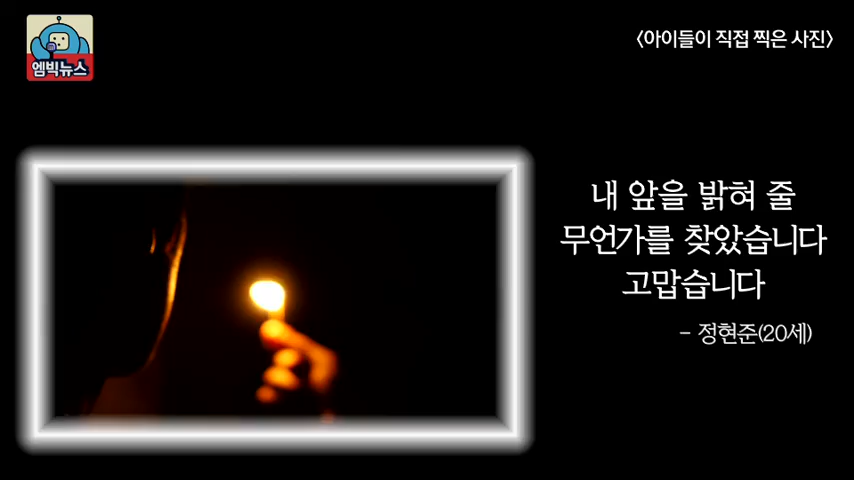 엠빅뉴스
<아이들이 직접 찍은 사진>
내 앞을 밝혀 줄
무언가를 찾았습니다
고맙습니다
- 정현준(20세)